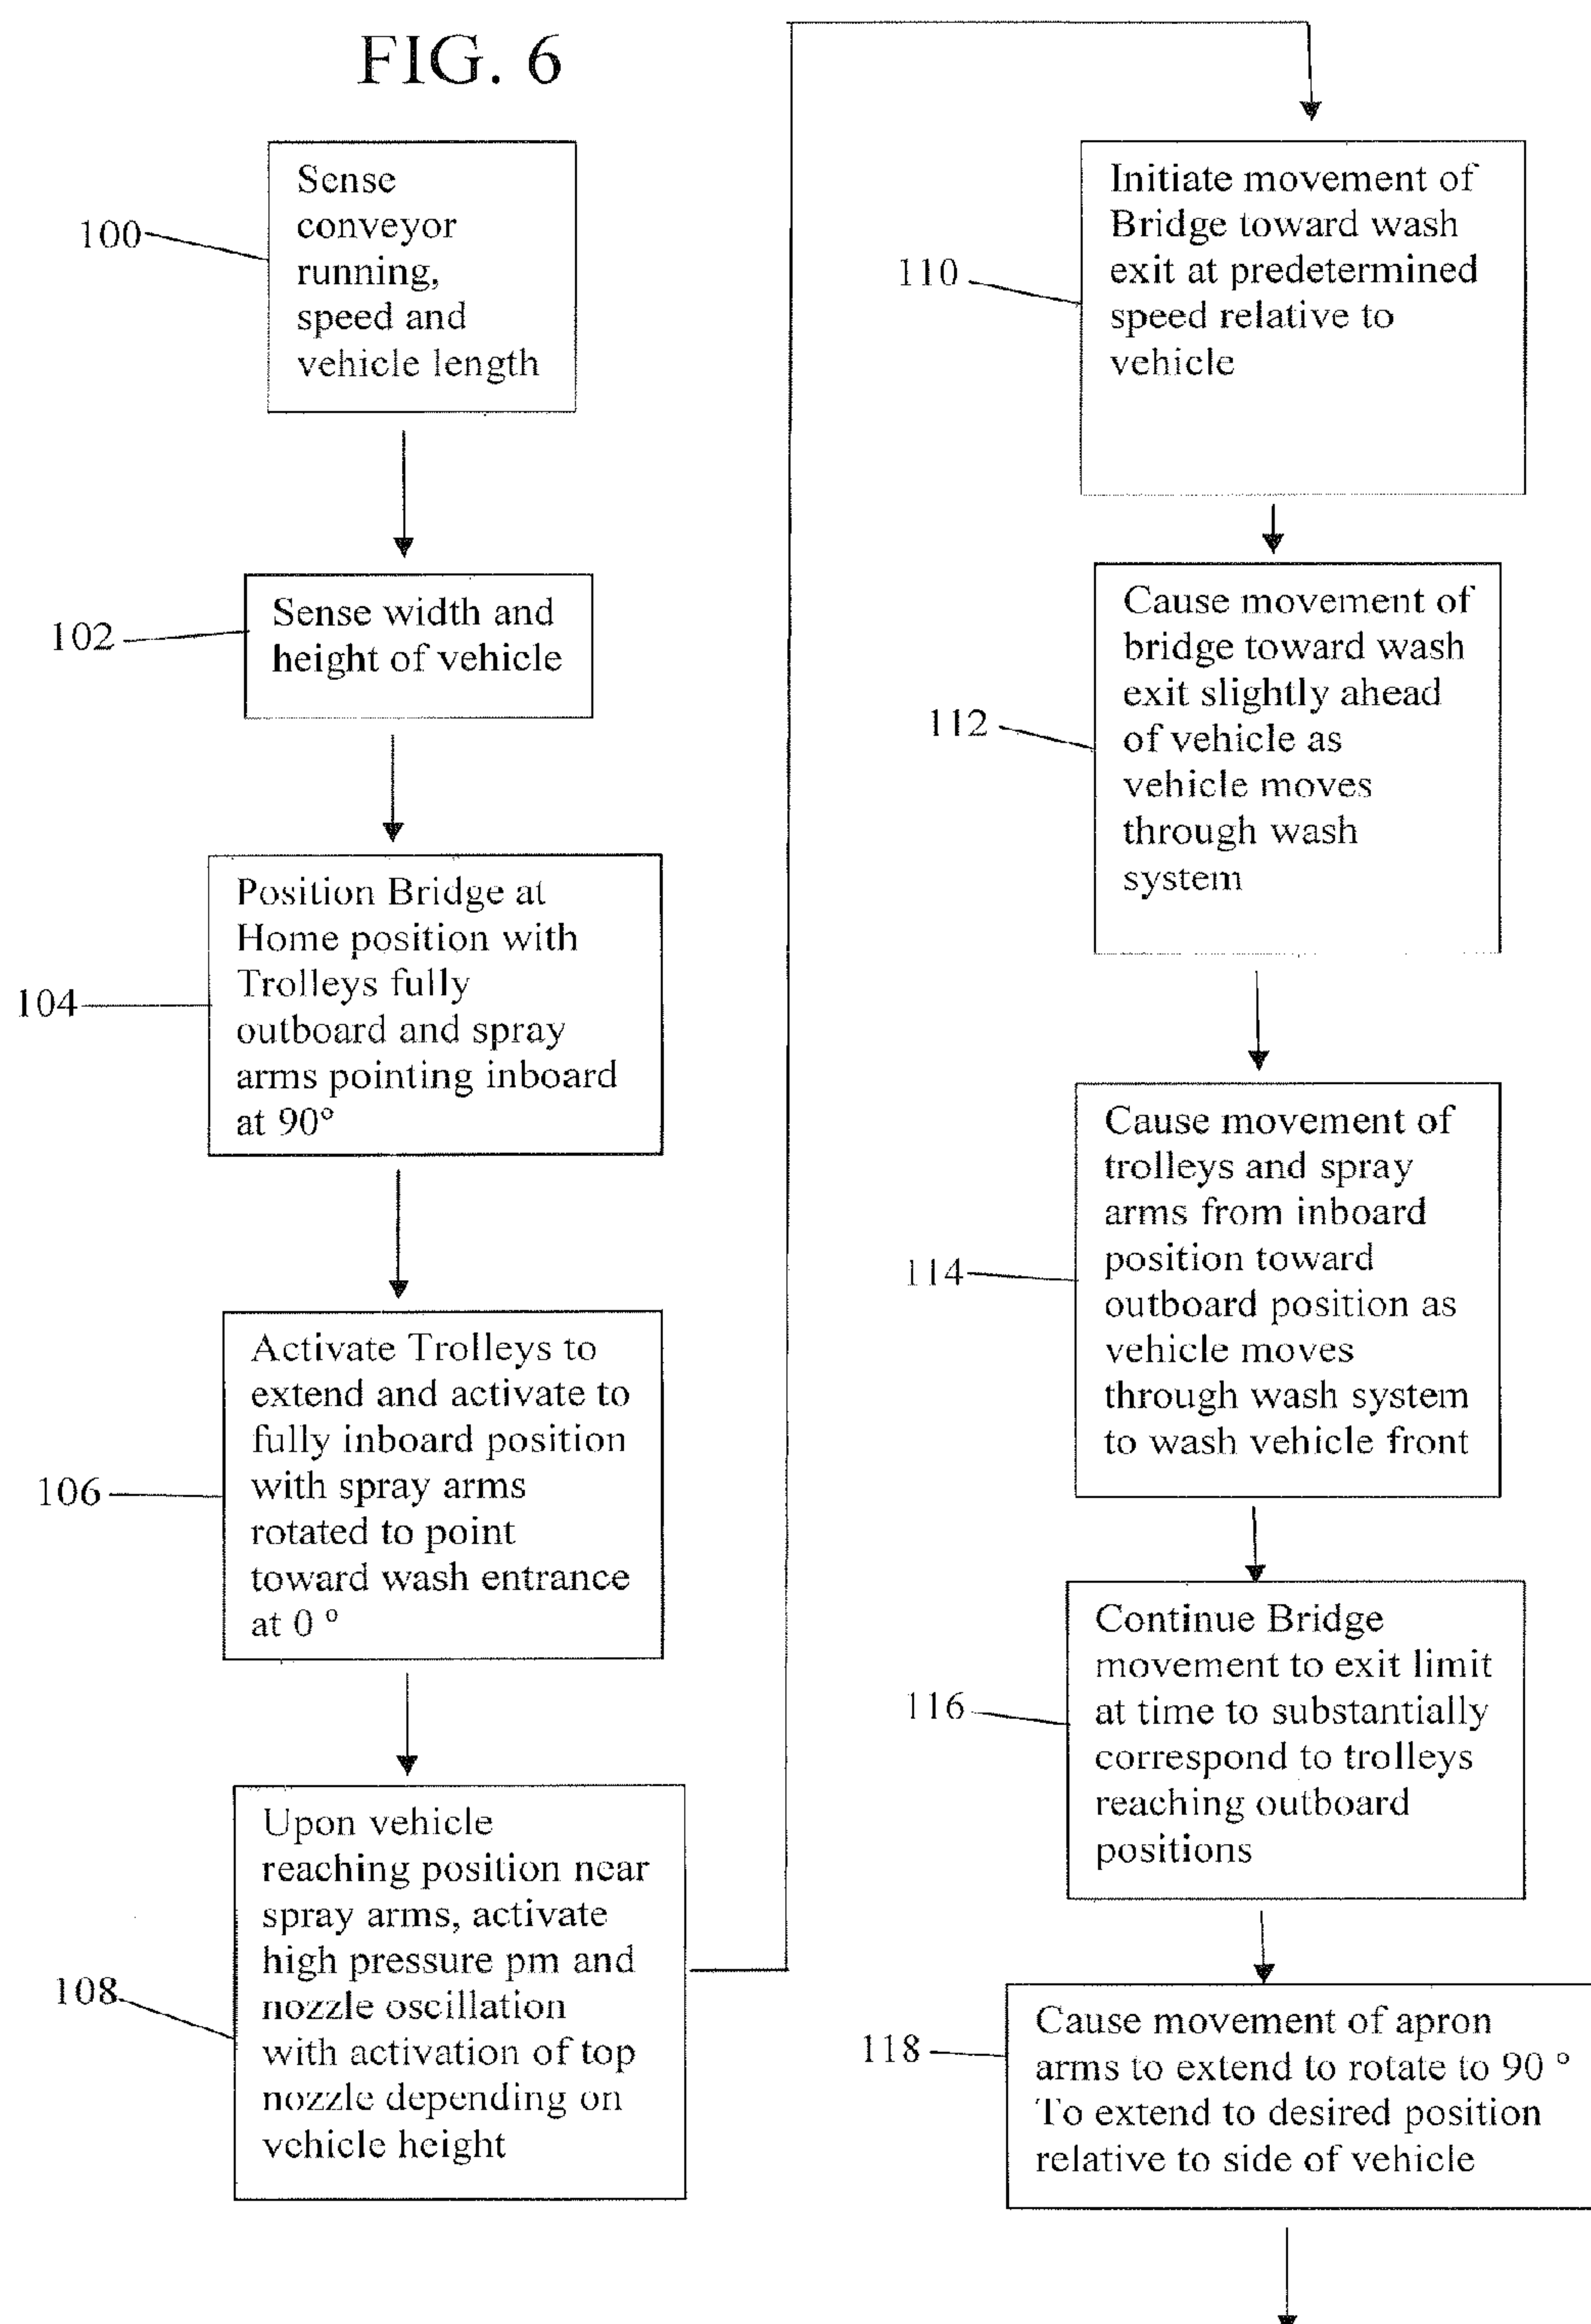 FIG. 6
100
Sense
conveyor
running,
speed and
vehicle length
102
Sense width and
height of vehicle
104
Position Bridge at
Home position with
Trolleys fully
outboard and spray
arms pointing inboard
at 90°
106
Activate Trolleys to
extend and activate to
fully inboard position
with spray arms
rotated to point
toward wash entrance
at 0 °
108
Upon vehicle
reaching position near
spray arms, activate
high pressure pm and
nozzle oscillation
with activation of top
nozzle depending on
vehicle height
110
Initiate movement of
Bridge toward wash
exit at predetermined
speed relative to
vehicle
112
Cause movement of
bridge toward wash
exit slightly ahead
of vehicle as
vehicle moves
through wash
system
114
Cause movement of
trolleys and spray
arms from inboard
position toward
outboard position as
vehicle moves
through wash system
to wash vehicle front
116
Continue Bridge
movement to exit limit
at time to substantially
correspond to trolleys
reaching outboard
positions
118
Cause movement of apron
arms to extend to rotate to 90 °
To extend to desired position
relative to side of vehicle